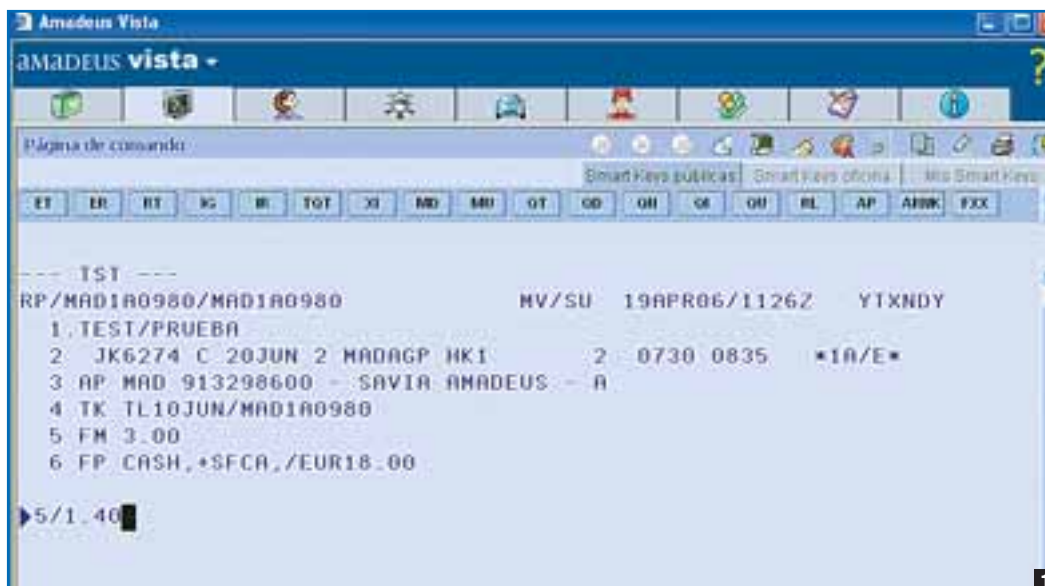 Amadeus Vista
aMaDEUS vista
?
Página de comando
Smart Keys públicas Smart Keys oficina Mis Smart Keys
ET ER RT IG IR TOT XI MD MU OT QD QI QU RL AP ARNK FXX
--- TST ---
RP/MAD1A0980/MAD1A0980 MV/SU 19APR06/1126Z YTXNDY
1.TEST/PRUEBA
2 JK6274 C 20JUN 2 MADAGP HK1 2 0730 0835 *1A/E*
3 AP MAD 913298600 - SAVIA AMADEUS - A
4 TK TL10JUN/MAD1A0980
5 FM 3.00
6 FP CASH,+SFCA,/EUR18.00
5/1.40